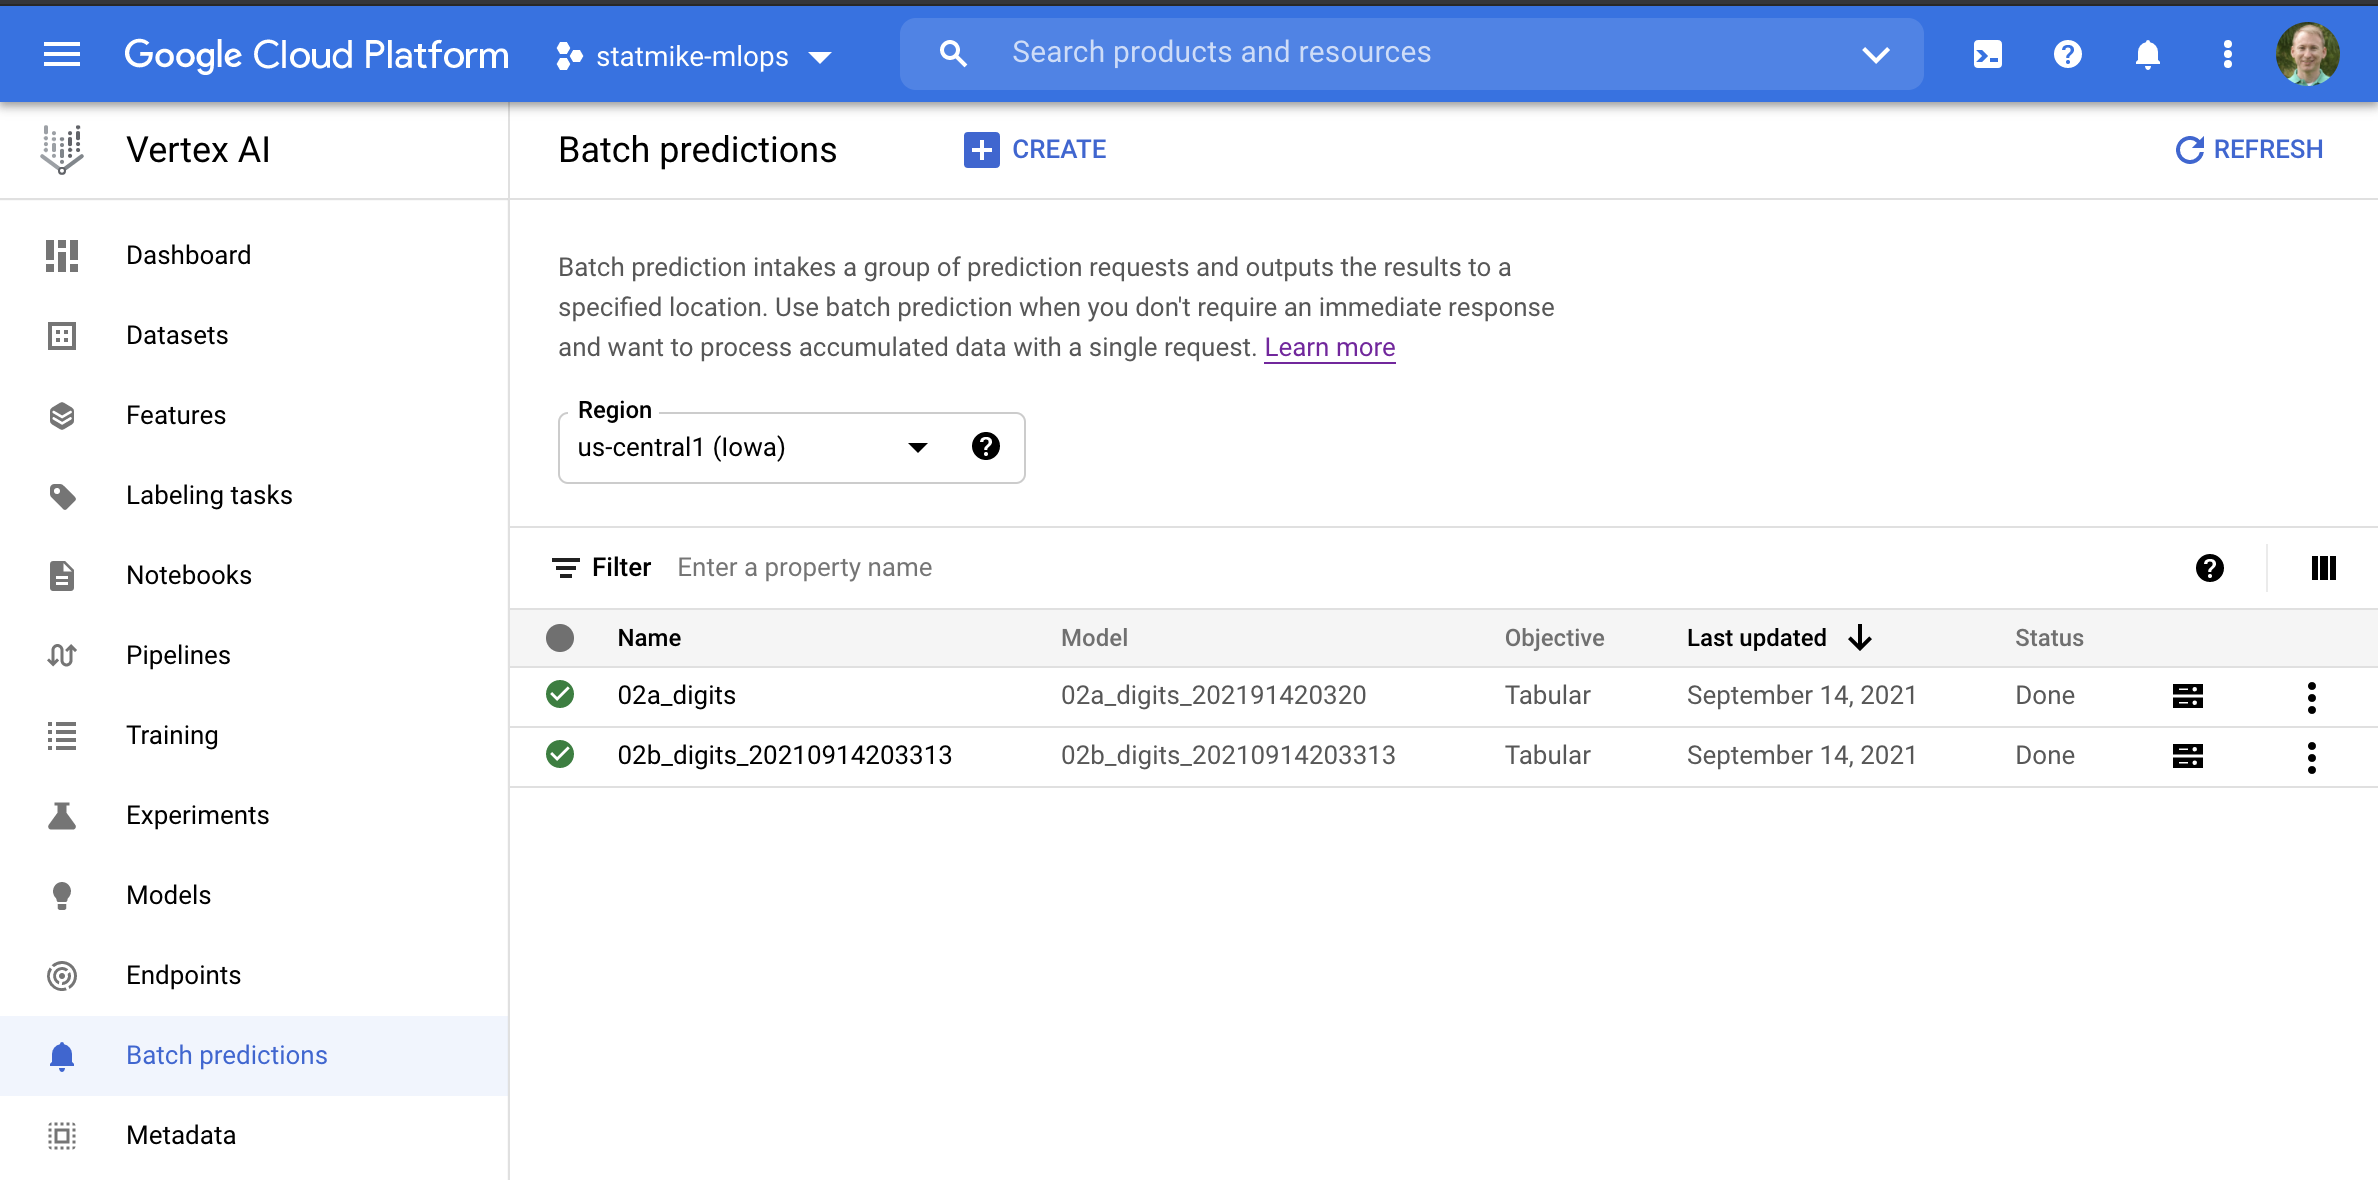 Google Cloud Platform
statmike-mlops
Search products and resources
Vertex AI
Batch predictions
CREATE
REFRESH
Dashboard
Datasets
Features
Labeling tasks
Notebooks
Pipelines
Training
Experiments
Models
Endpoints
Batch predictions
Metadata
Batch prediction intakes a group of prediction requests and outputs the results to a
specified location. Use batch prediction when you don't require an immediate response
and want to process accumulated data with a single request. Learn more
Region
us-central1 (Iowa)
Filter Enter a property name
Name Model Objective Last updated Status
02a_digits 02a_digits_202191420320 Tabular September 14, 2021 Done
02b_digits_20210914203313 02b_digits_20210914203313 Tabular September 14, 2021 Done